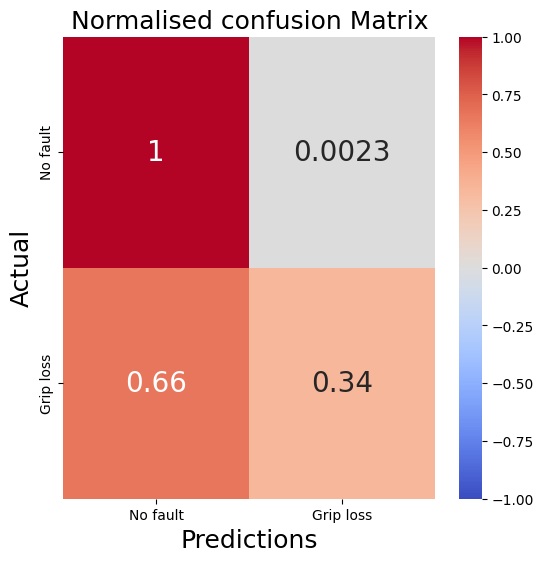 Normalised confusion Matrix
Actual
No fault
Grip loss
1
0.0023
0.66
0.34
No fault
Grip loss
Predictions
1.00
0.75
0.50
0.25
0.00
−0.25
−0.50
−0.75
−1.00